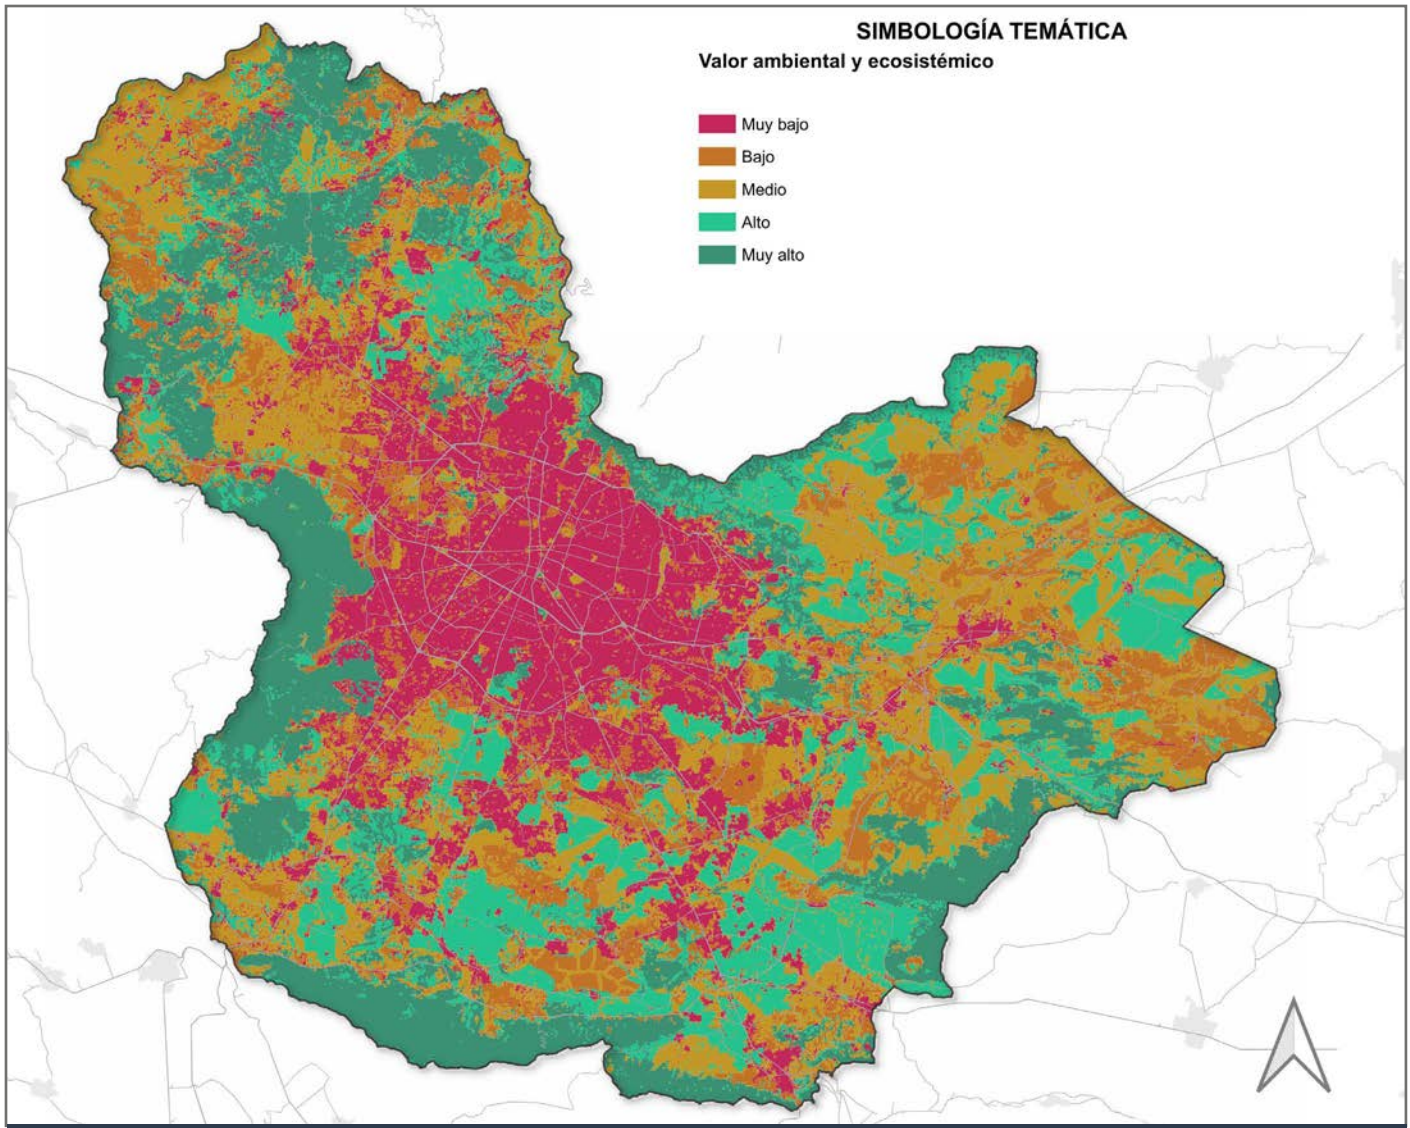 SIMBOLOGÍA TEMÁTICA
Valor ambiental y ecosistémico
Muy bajo
Bajo
Medio
Alto
Muy alto